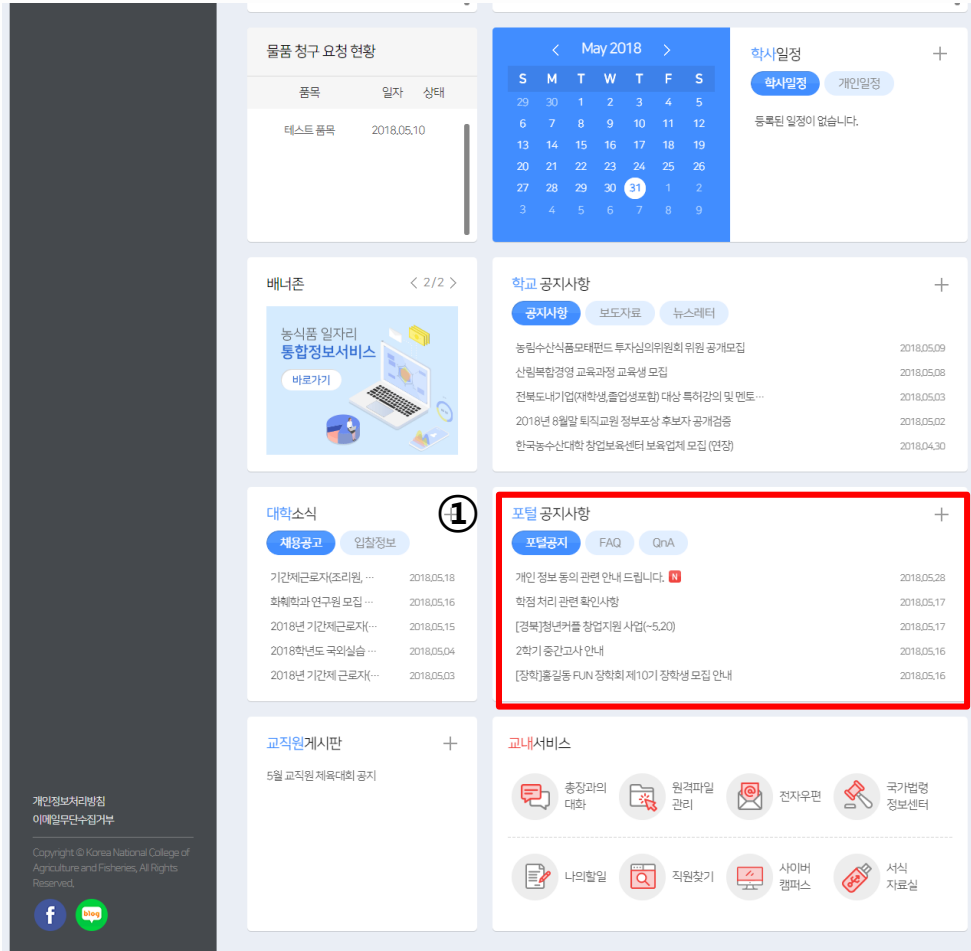 물품 청구 요청 현황
품목 일자 상태
테스트 품목 2018.05.10
< May 2018 >
S M T W T F S
29 30 1 2 3 4 5
6 7 8 9 10 11 12
13 14 15 16 17 18 19
20 21 22 23 24 25 26
27 28 29 30 31 1 2
3 4 5 6 7 8 9
학사일정 +
학사일정 개인일정
등록된 일정이 없습니다.
배너존 < 2/2 >
농식품 일자리
통합정보서비스
바로가기
학교 공지사항 +
공지사항 보도자료 뉴스레터
농림수산식품모태펀드 투자심의위원회 위원 공개모집 2018.05.09
산림복합경영 교육과정 교육생 모집 2018.05.08
전북도내기업(재학생,졸업생포함) 대상 특허강의 및 멘토… 2018.05.03
2018년 8월말 퇴직교원 정부포상 후보자 공개검증 2018.05.02
한국농수산대학 창업보육센터 보육업체 모집 (연장) 2018.04.30
대학소식 ①
채용공고 입찰정보
기간제근로자(조리원, … 2018.05.18
화훼학과 연구원 모집 … 2018.05.16
2018년 기간제근로자(… 2018.05.15
2018학년도 국외실습 … 2018.05.04
2018년 기간제 근로자(… 2018.05.03
포털 공지사항 +
포털공지 FAQ QnA
개인 정보 동의 관련 안내 드립니다. N 2018.05.28
학점 처리 관련 확인사항 2018.05.17
[경북]청년커플 창업지원 사업(~5.20) 2018.05.17
2학기 중간고사 안내 2018.05.16
[장학]홍길동 FUN 장학회 제10기 장학생 모집 안내 2018.05.16
교직원게시판 +
5월 교직원 체육대회 공지
교내서비스
총장과의
대화
원격파일
관리
전자우편
국가법령
정보센터
나의할일
직원찾기
사이버
캠퍼스
서식
자료실
개인정보처리방침
이메일무단수집거부
Copyright © Korea National College of
Agriculture and Fisheries, All Rights
Reserved,
f blog